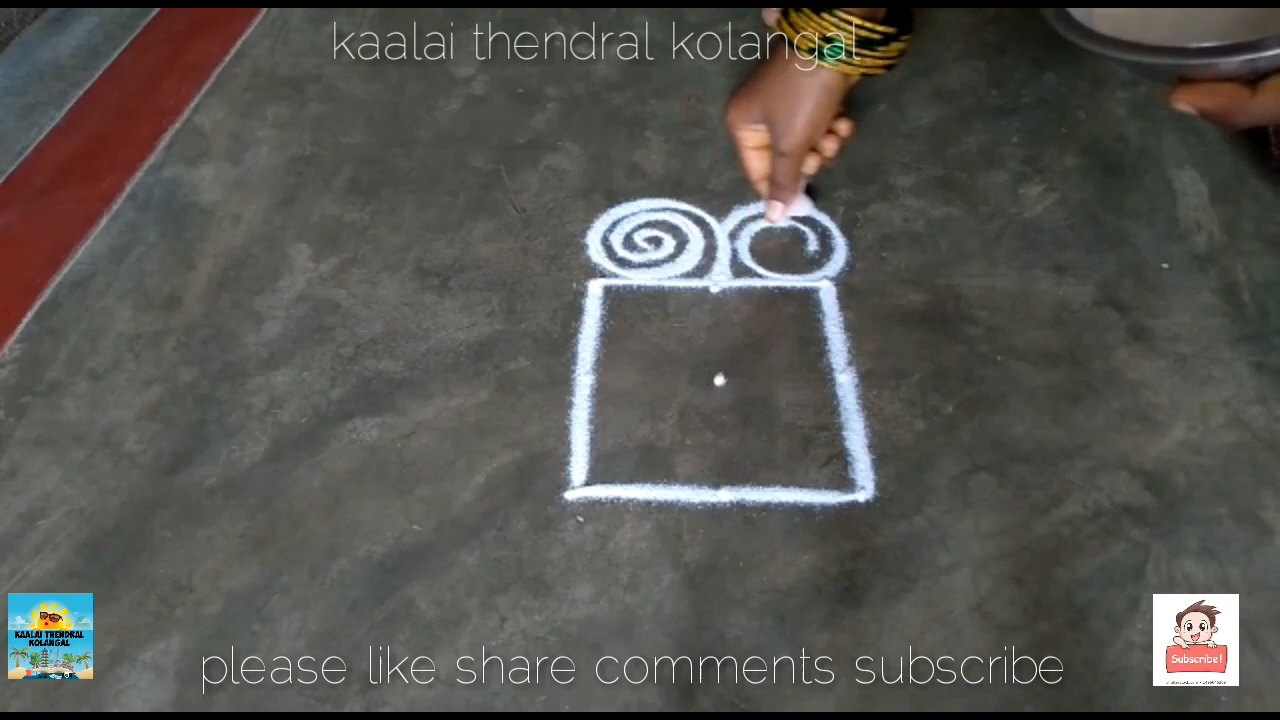 kaalai thendral kolangal
KAALAI THENDRAL
KOLANGAL
Subscribe!
please like share comments subscribe